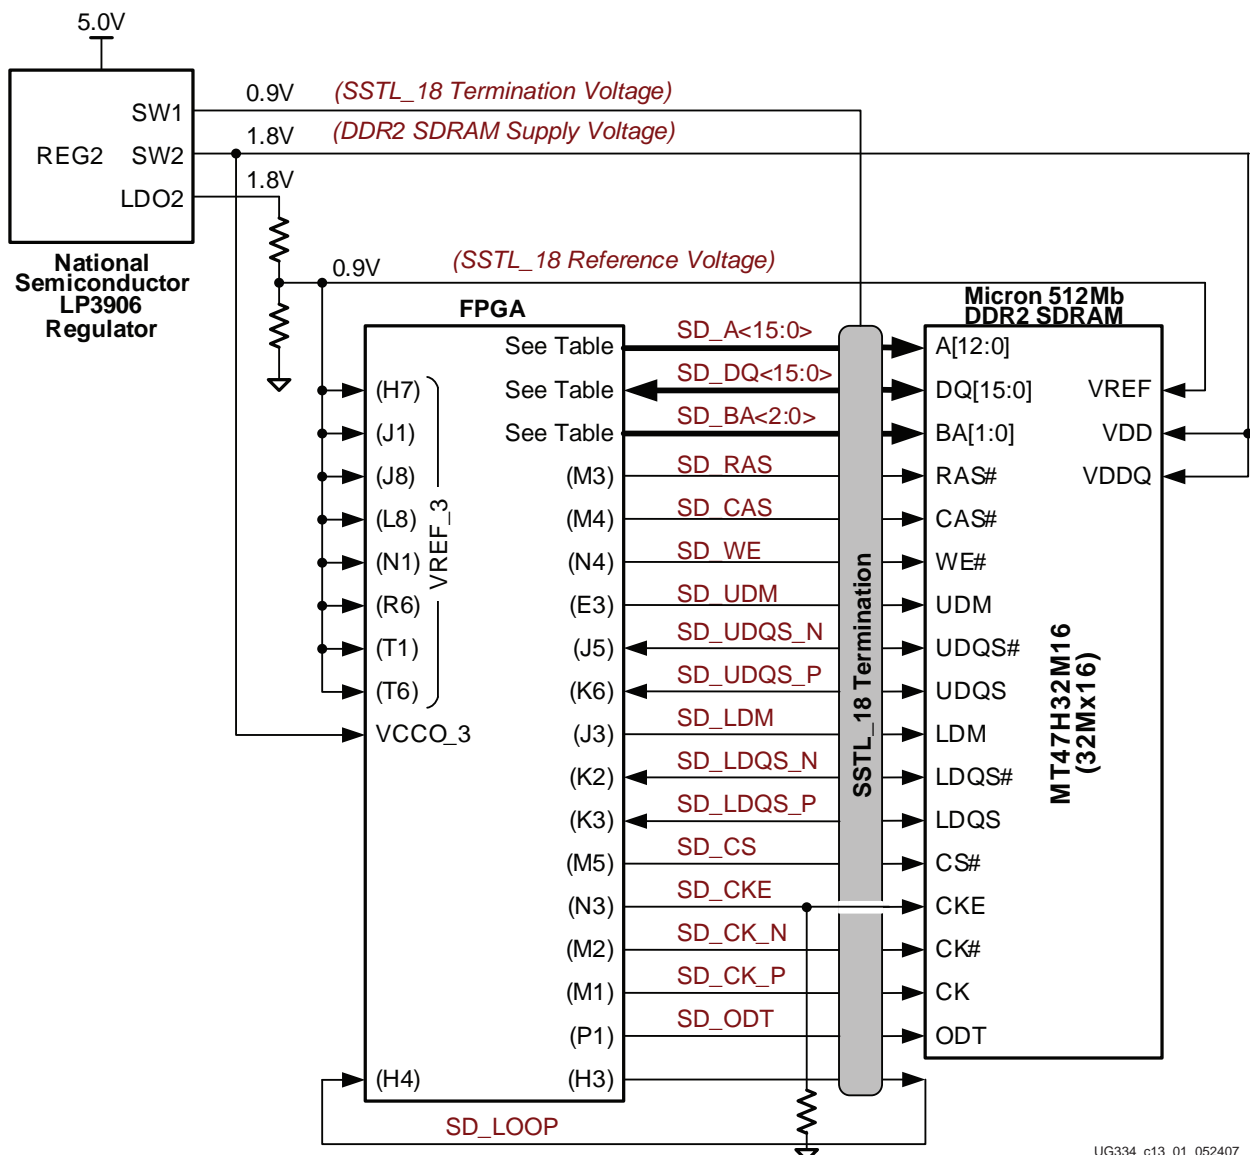 5.0V
SW1
REG2
SW2
LDO2
National
Semiconductor
LP3906
Regulator
0.9V
(SSTL_18 Termination Voltage)
1.8V
(DDR2 SDRAM Supply Voltage)
1.8V
0.9V
(SSTL_18 Reference Voltage)
FPGA
Micron 512Mb
DDR2 SDRAM
See Table
SD_A<15:0>
A[12:0]
(H7)
See Table
SD_DQ<15:0>
DQ[15:0]
VREF
(J1)
See Table
SD_BA<2:0>
BA[1:0]
VDD
(J8)
(M3)
SD_RAS
RAS#
VDDQ
(L8)
(M4)
SD_CAS
CAS#
(N1)
VREF_3
(N4)
SD_WE
WE#
(R6)
(E3)
SD_UDM
UDM
(T1)
(J5)
SD_UDQS_N
UDQS#
(T6)
(K6)
SD_UDQS_P
UDQS
VCCO_3
(J3)
SD_LDM
LDM
(K2)
SD_LDQS_N
LDQS#
(K3)
SD_LDQS_P
LDQS
(M5)
SD_CS
CS#
(N3)
SD_CKE
CKE
(M2)
SD_CK_N
CK#
(M1)
SD_CK_P
CK
(P1)
SD_ODT
ODT
(H4)
(H3)
SD_LOOP
SSTL_18 Termination
MT47H32M16
(32Mx16)
UG334_c13_01_052407